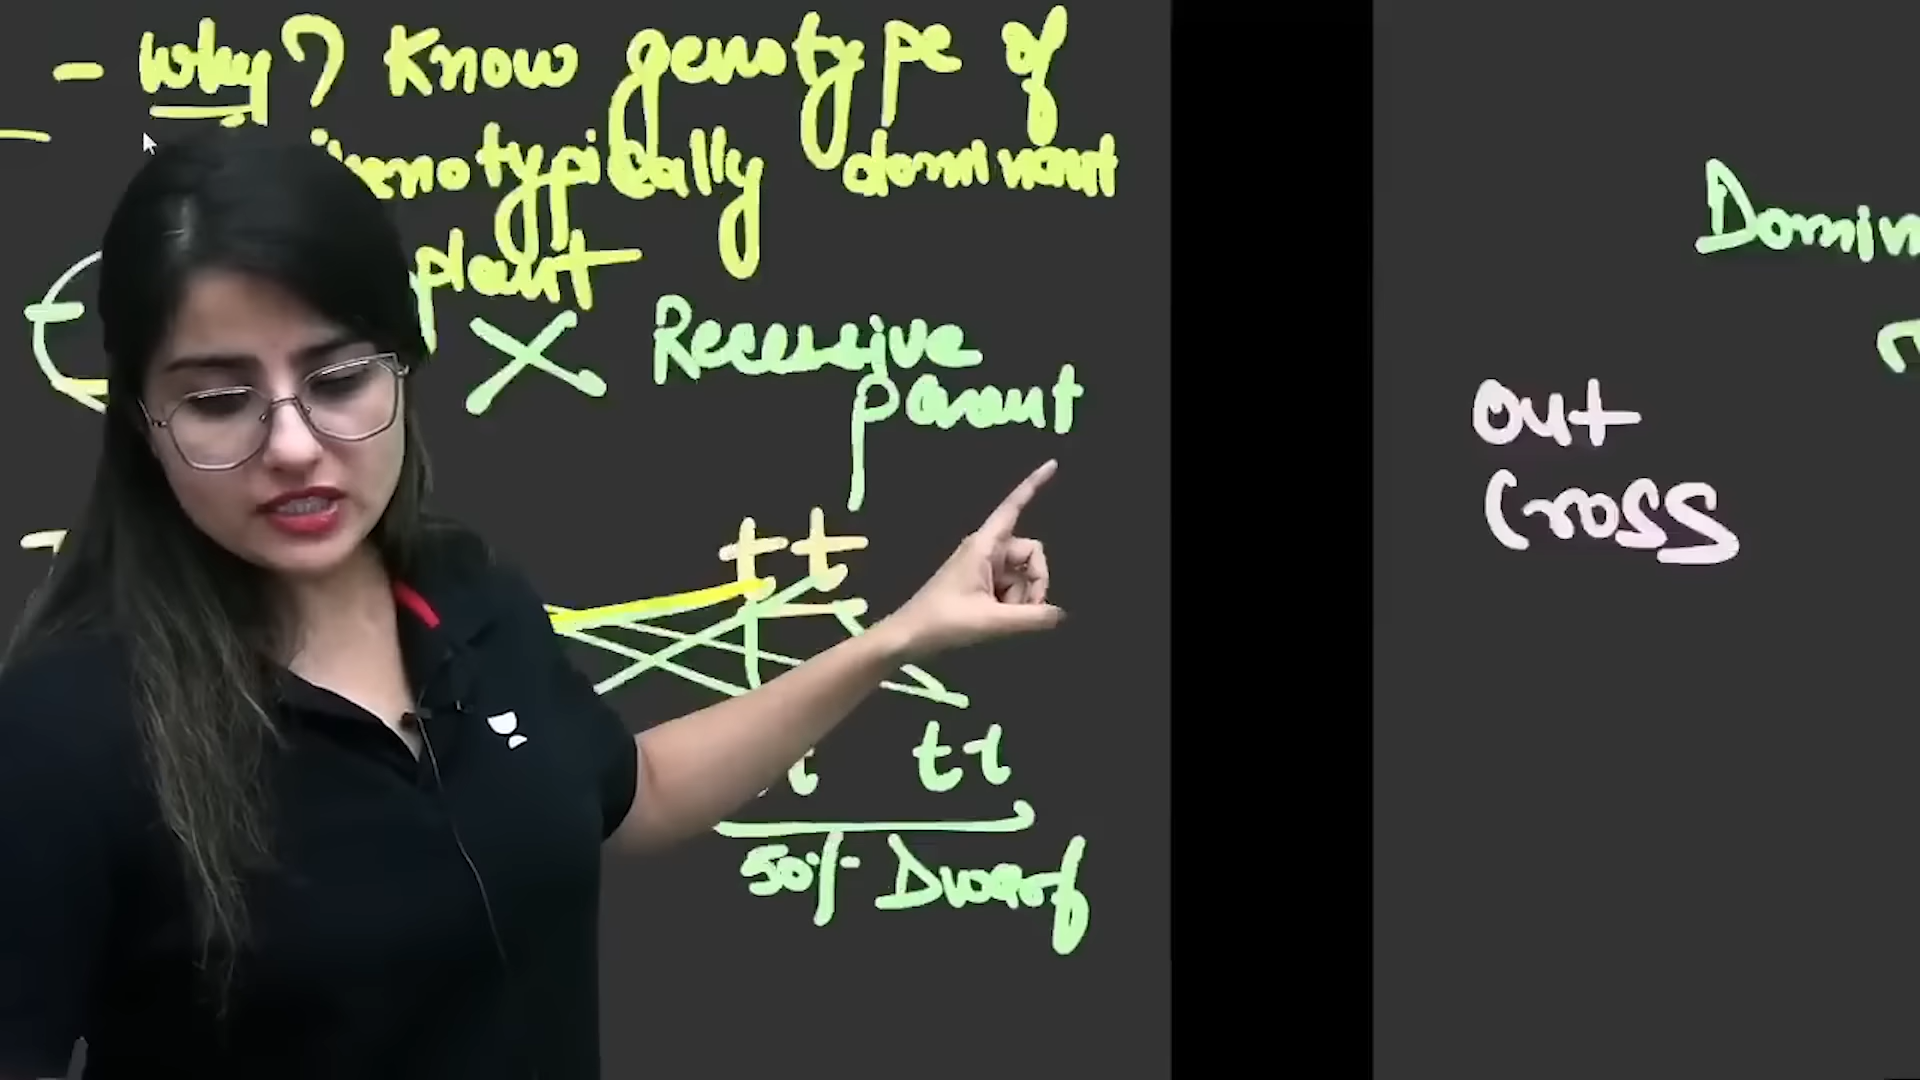 - Why? Know genotype of
enotypically dominant
plant
X Recessive
parent
tt
t tt
50% Dwarf
Domin
Out
Cross